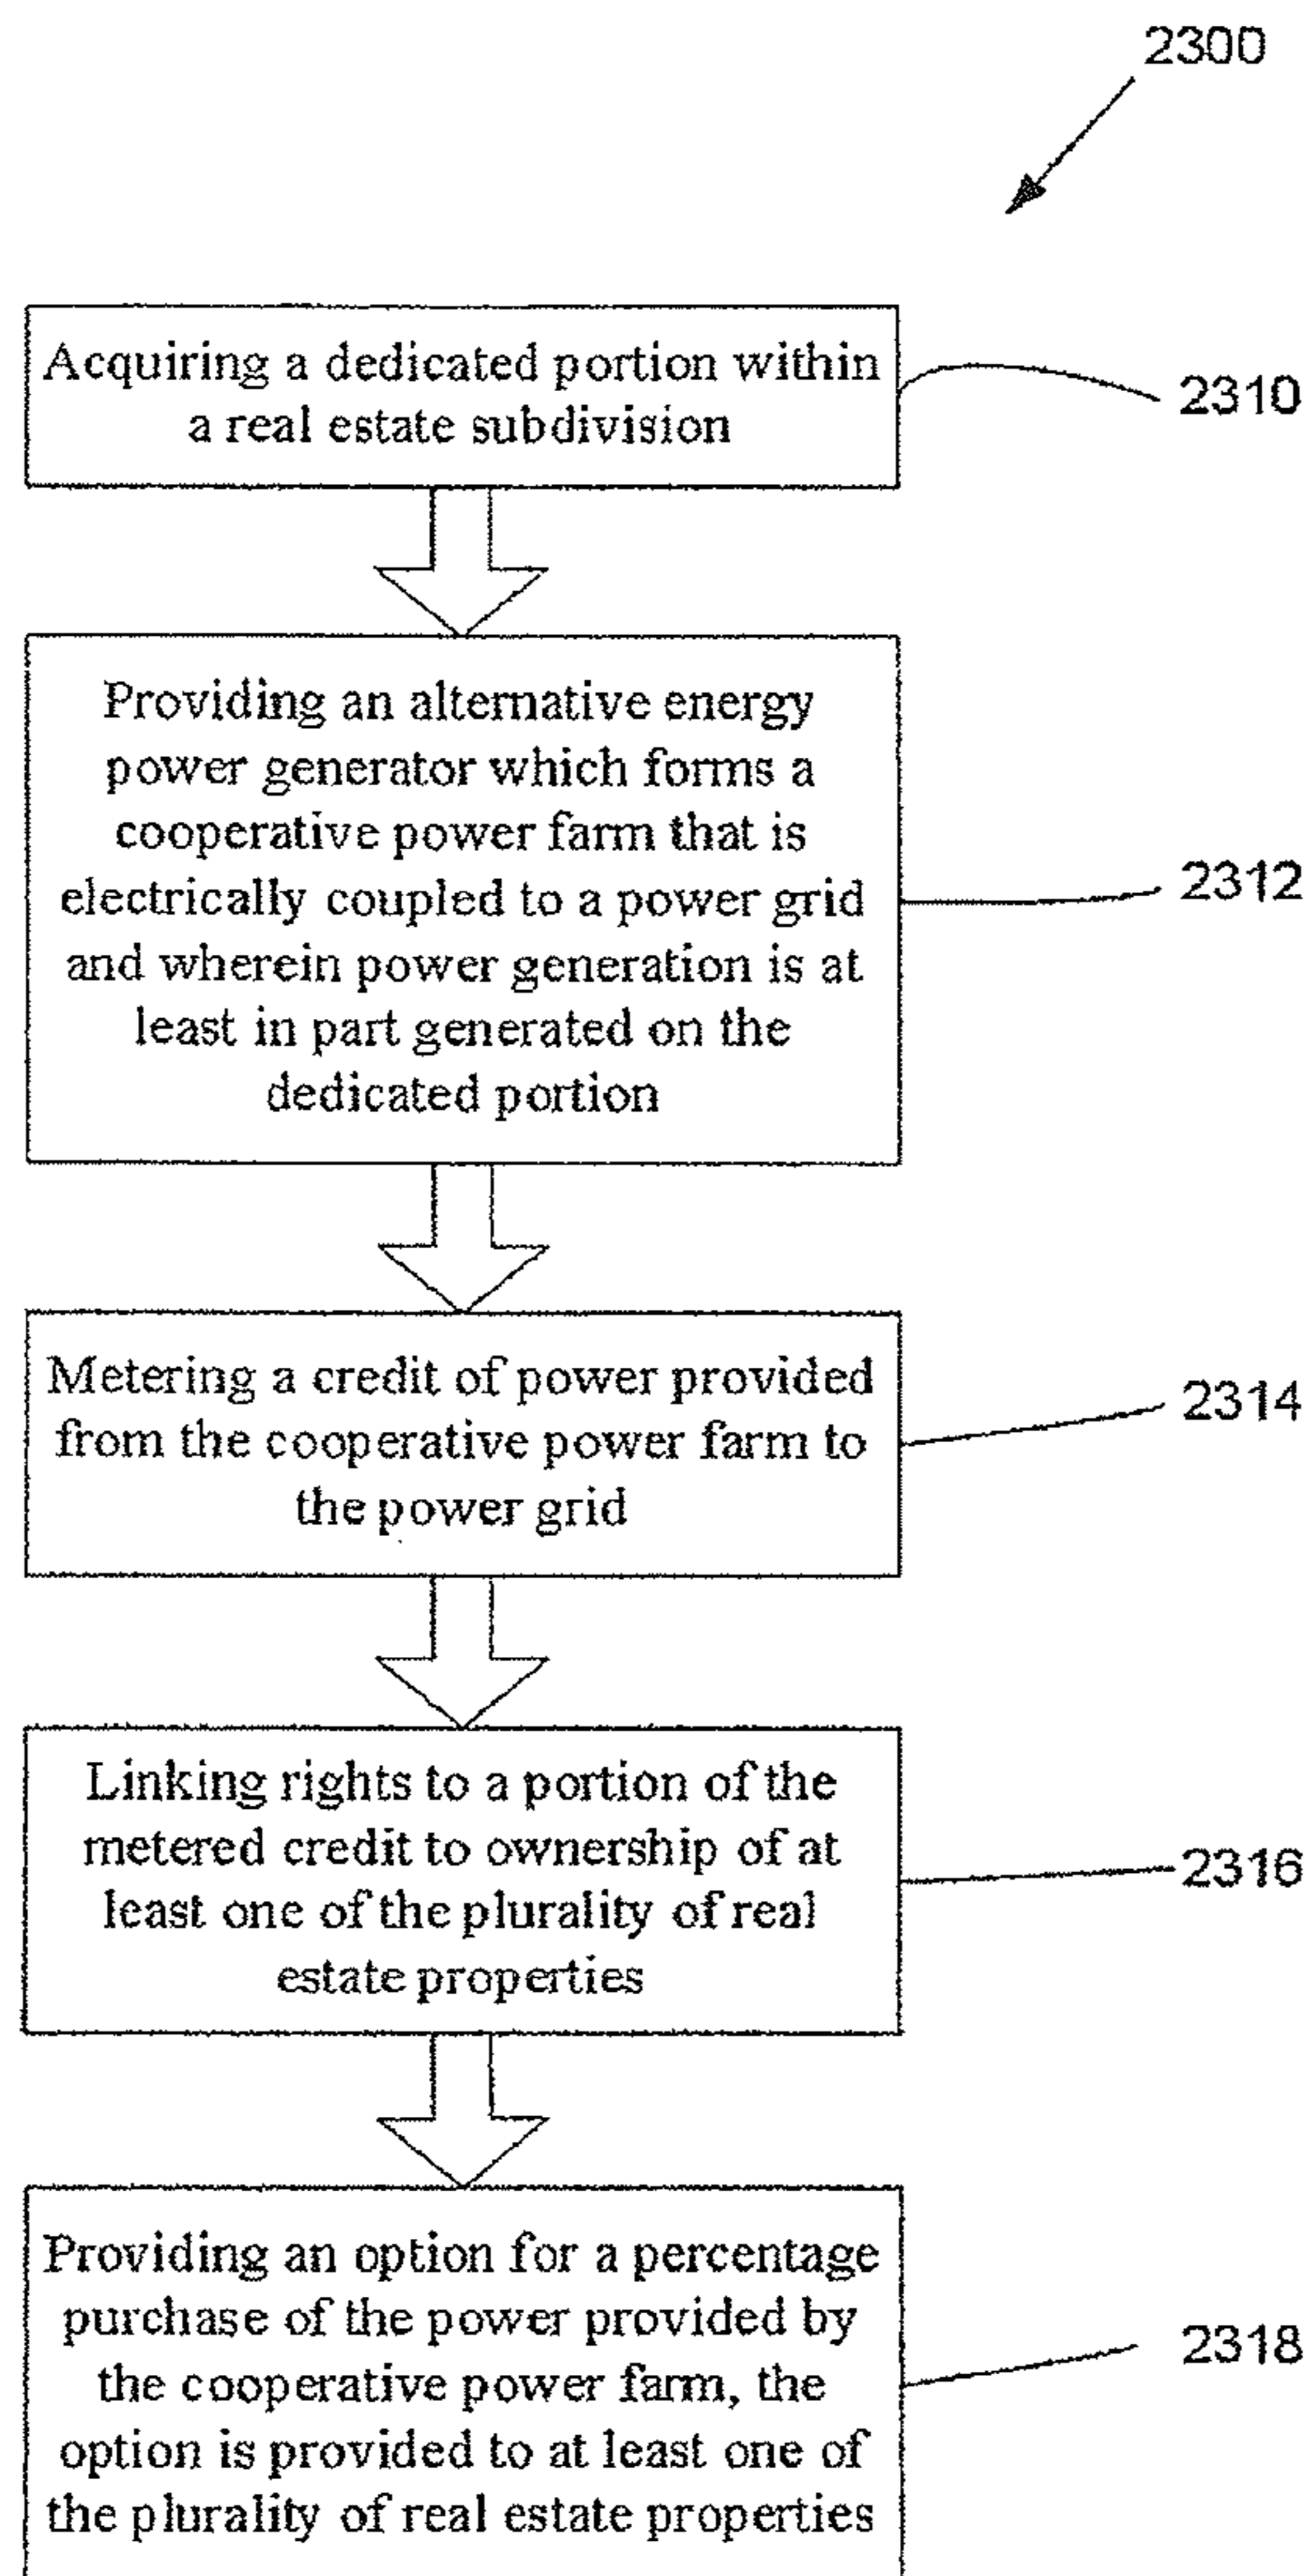 2300
Acquiring a dedicated portion within
a real estate subdivision
2310
Providing an alternative energy
power generator which forms a
cooperative power farm that is
electrically coupled to a power grid
and wherein power generation is at
least in part generated on the
dedicated portion
2312
Metering a credit of power provided
from the cooperative power farm to
the power grid
2314
Linking rights to a portion of the
metered credit to ownership of at
least one of the plurality of real
estate properties
2316
Providing an option for a percentage
purchase of the power provided by
the cooperative power farm, the
option is provided to at least one of
the plurality of real estate properties
2318